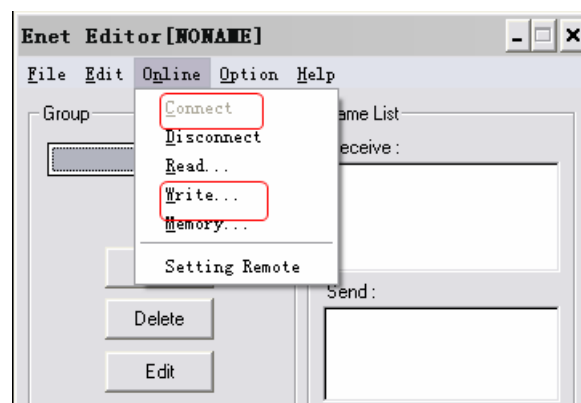 Enet Editor[NONAME]
File Edit Online Option Help
Group
Connect
Disconnect
Read...
Write...
Memory...
Setting Remote
ame List
eceive :
Send :
Delete
Edit